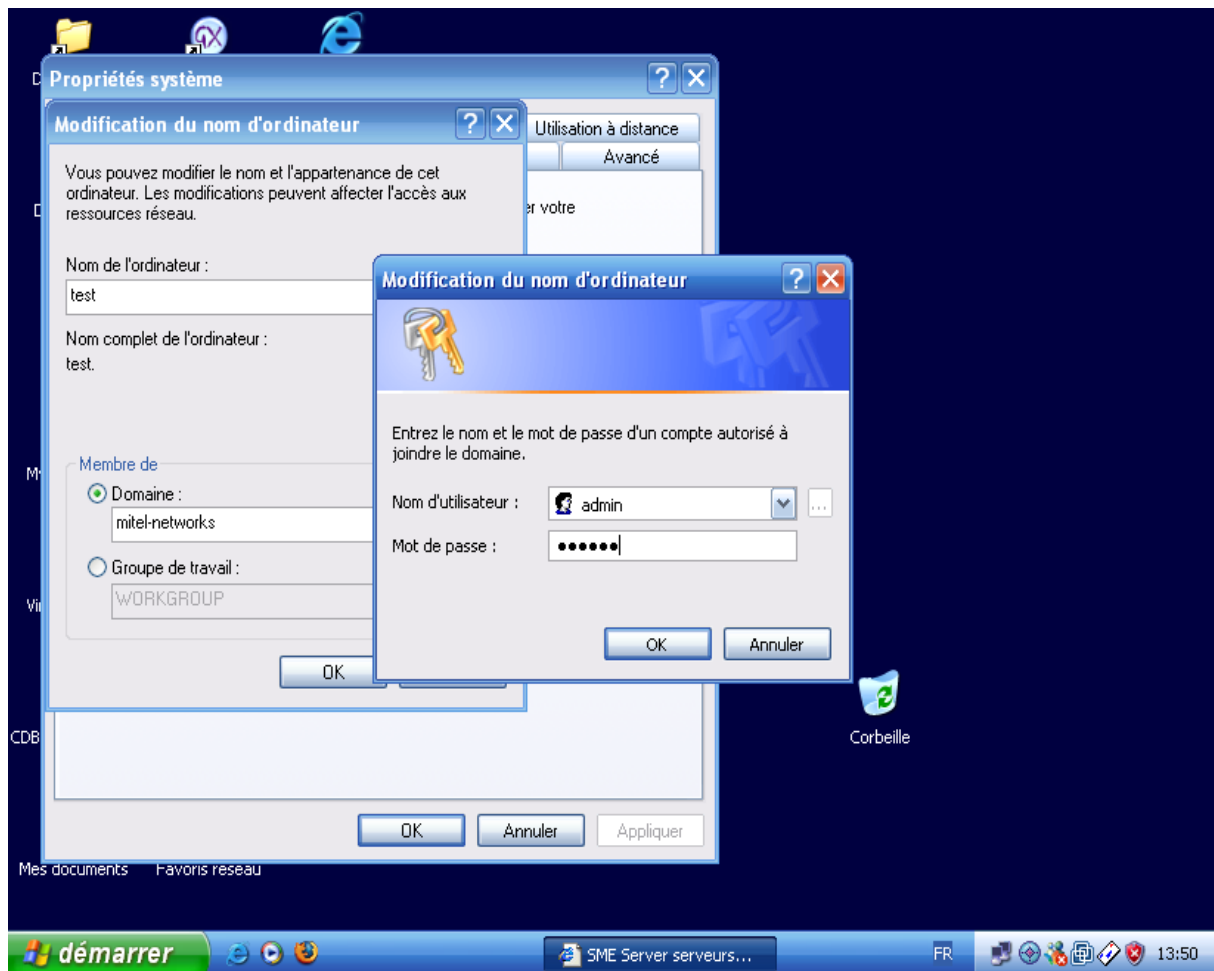 Propriétés système
Modification du nom d'ordinateur
Utilisation à distance
Avancé
Vous pouvez modifier le nom et l'appartenance de cet
ordinateur. Les modifications peuvent affecter l'accès aux
ressources réseau.
er votre
Nom de l'ordinateur :
test
Nom complet de l'ordinateur :
test.
Membre de
Domaine :
mitel-networks
Groupe de travail :
WORKGROUP
OK
Modification du nom d'ordinateur
Entrez le nom et le mot de passe d'un compte autorisé à
joindre le domaine.
Nom d'utilisateur :
admin
...
Mot de passe :
••••••
OK
Annuler
Corbeille
CDB
OK
Annuler
Appliquer
Mes documents
Favoris réseau
démarrer
SME Server serveurs...
FR
13:50